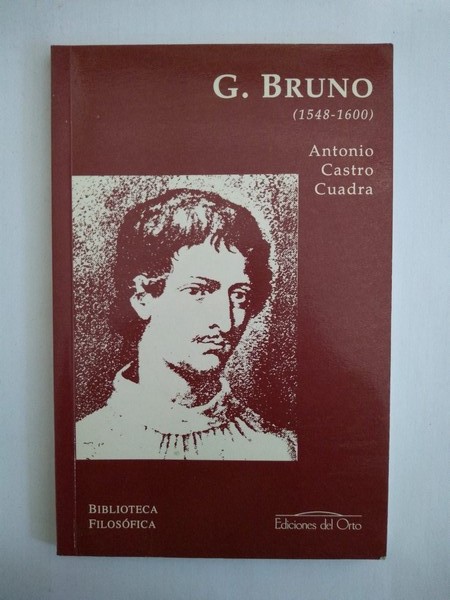 G. BRUNO
(1548-1600)
Antonio
Castro
Cuadra
BIBLIOTECA
FILOSÓFICA
Ediciones del Orto